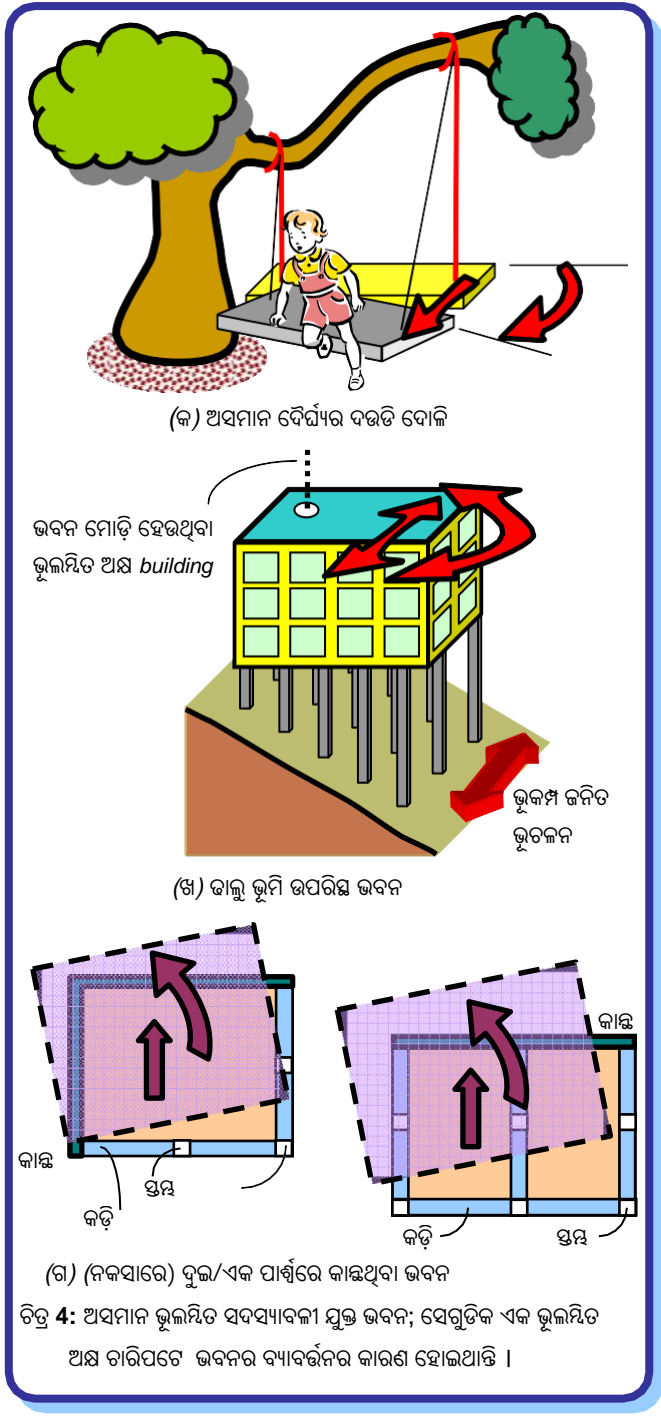 (କ) ଅସମାନ ଦୈର୍ଘ୍ୟର ଦଉଡି ଦୋଳି
ଭବନ ମୋଡ଼ି ହେଉଥିବା
ଭୂଲମ୍ବିତ ଅକ୍ଷ building
ଭୂକମ୍ପ ଜନିତ
ଭୂଚଳନ
(ଖ) ଢାଲୁ ଭୂମି ଉପରିସ୍ଥ ଭବନ
କାନ୍ଥ
କାନ୍ଥ
ସ୍ତମ୍ଭ
କଡ଼ି
କଡ଼ି
ସ୍ତମ୍ଭ
(ଗ) (ନକସାରେ) ଦୁଇ/ଏକ ପାର୍ଶ୍ଵରେ କାନ୍ଥଥିବା ଭବନ
ଚିତ୍ର 4: ଅସମାନ ଭୂଲମ୍ବିତ ସଦସ୍ୟାବଳୀ ଯୁକ୍ତ ଭବନ; ସେଗୁଡିକ ଏକ ଭୂଲମ୍ବିତ
ଅକ୍ଷ ଚାରିପଟେ ଭବନର ବ୍ୟାବର୍ତ୍ତନର କାରଣ ହୋଇଥାନ୍ତି ।